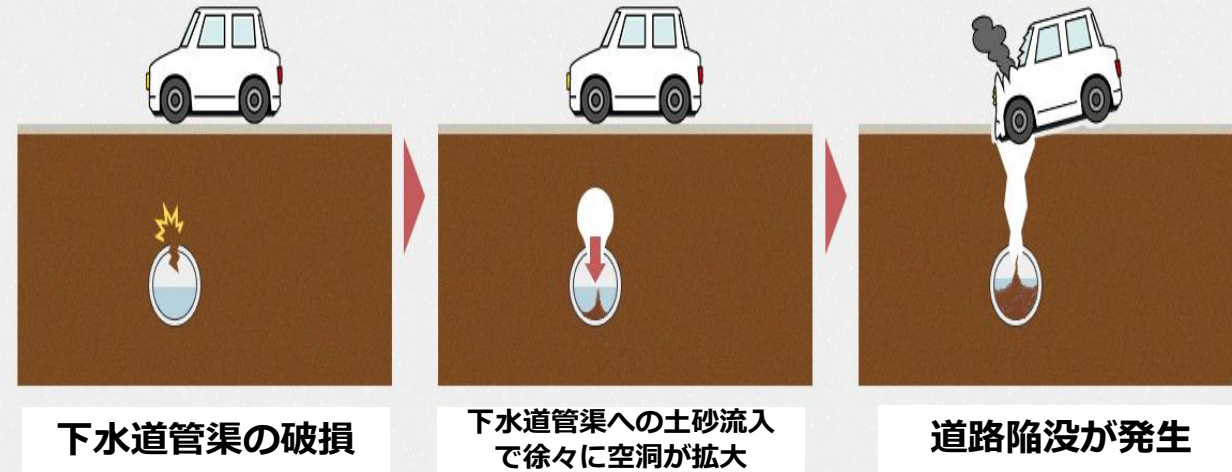 下水道管渠の破損
下水道管渠への土砂流入
で徐々に空洞が拡大
道路陥没が発生